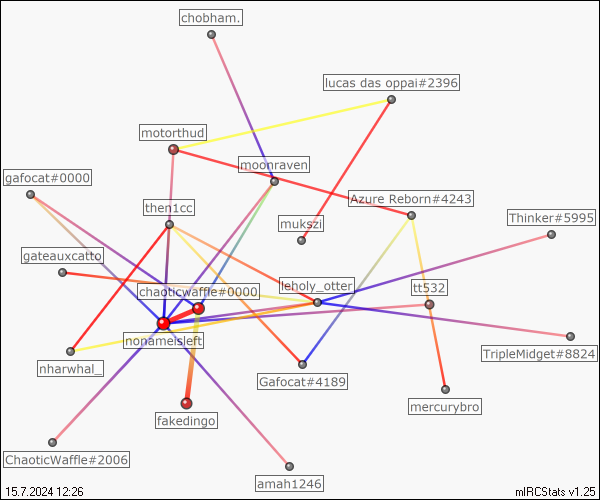 chobham.
lucas das oppai#2396
motorthud
moonraven
gafocat#0000
Azure Reborn#4243
then1cc
Thinker#5995
mukszi
gateauxcatto
leholy_otter
tt532
chaoticwaffle#0000
nonameisleft
TripleMidget#8824
nharwhal_
Gafocat#4189
mercurybro
fakedingo
ChaoticWaffle#2006
amah1246
15.7.2024 12:26
mIRCStats v1.25